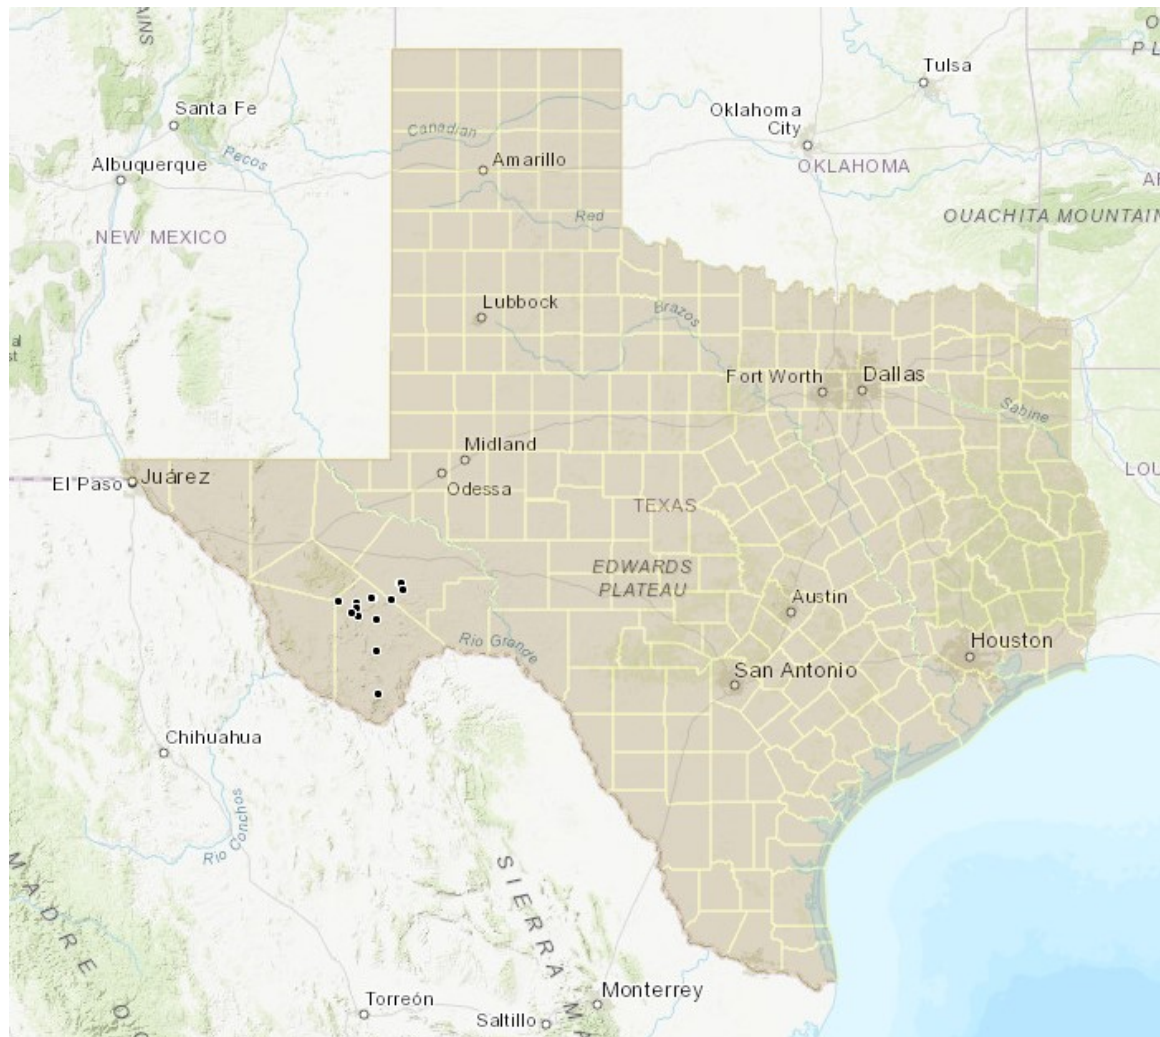 Tulsa
Santa Fe
Oklahoma
City
Canadian
Pecos
Amarillo
Albuquerque
OKLAHOMA
Red
OUACHITA MOUNTAIN
NEW MEXICO
Lubbock
Brazos
Fort Worth
Dallas
Sabine
Midland
El Paso
Juárez
LOU
Odessa
TEXAS
EDWARDS
PLATEAU
Austin
Rio Grande
Houston
San Antonio
Chihuahua
Rio Conchos
SIERRA MA
MADRE O
Torreón
Monterrey
Saltillo